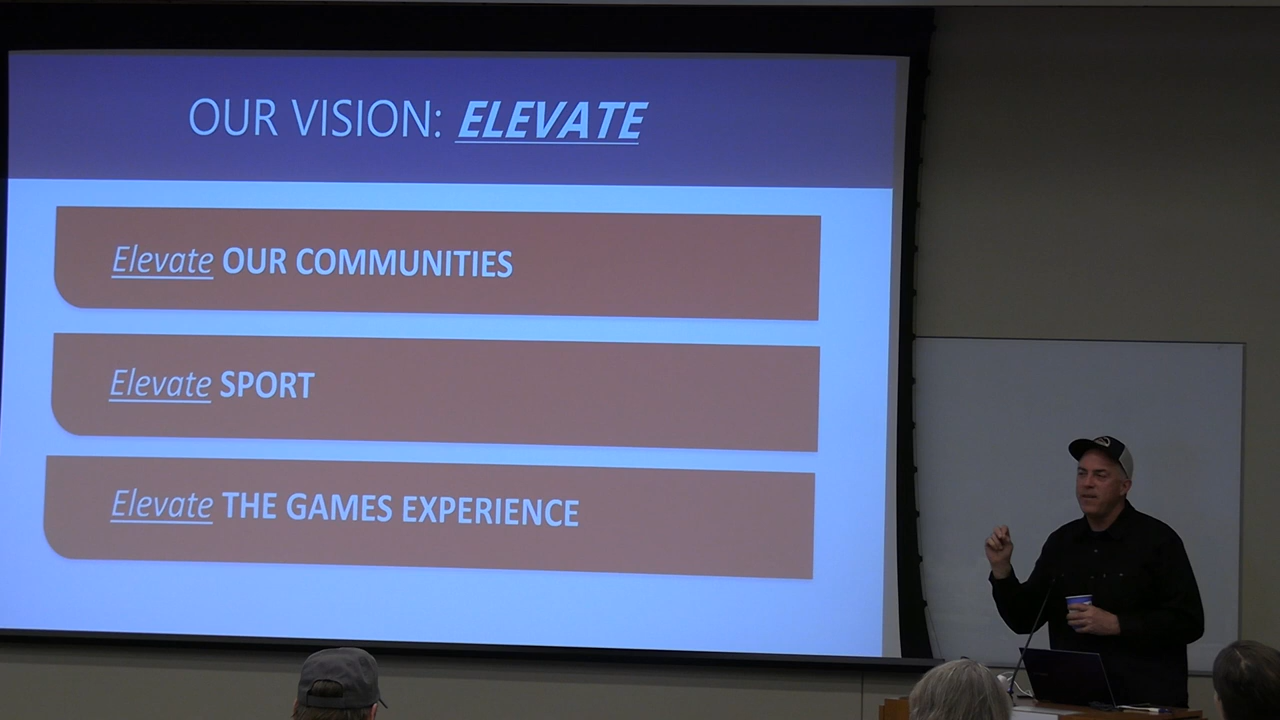 OUR VISION: ELEVATE
Elevate OUR COMMUNITIES
Elevate SPORT
Elevate THE GAMES EXPERIENCE